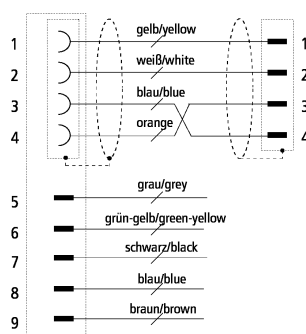 gelb/yellow
1 1
weiß/white
2 2
blau/blue
3 3
orange
4 4
grau/grey
5
grün-gelb/green-yellow
6
schwarz/black
7
blau/blue
8
braun/brown
9